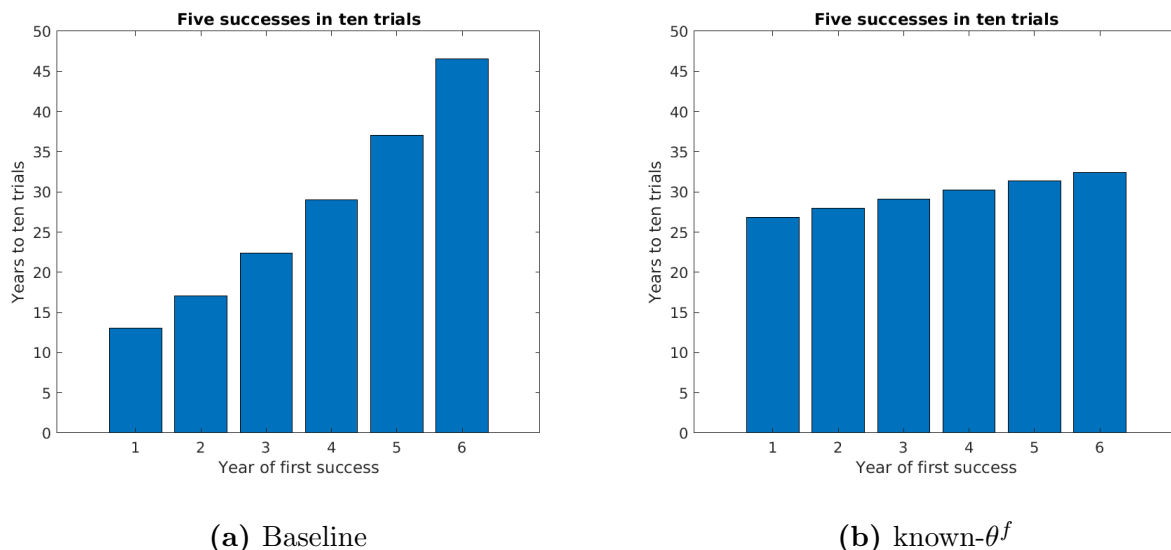 Five successes in ten trials
50
45
40
35
30
25
20
15
10
5
0
Years to ten trials
1 2 3 4 5 6
Year of first success
(a) Baseline
Five successes in ten trials
50
45
40
35
30
25
20
15
10
5
0
Years to ten trials
1 2 3 4 5 6
Year of first success
(b) known-θ^f